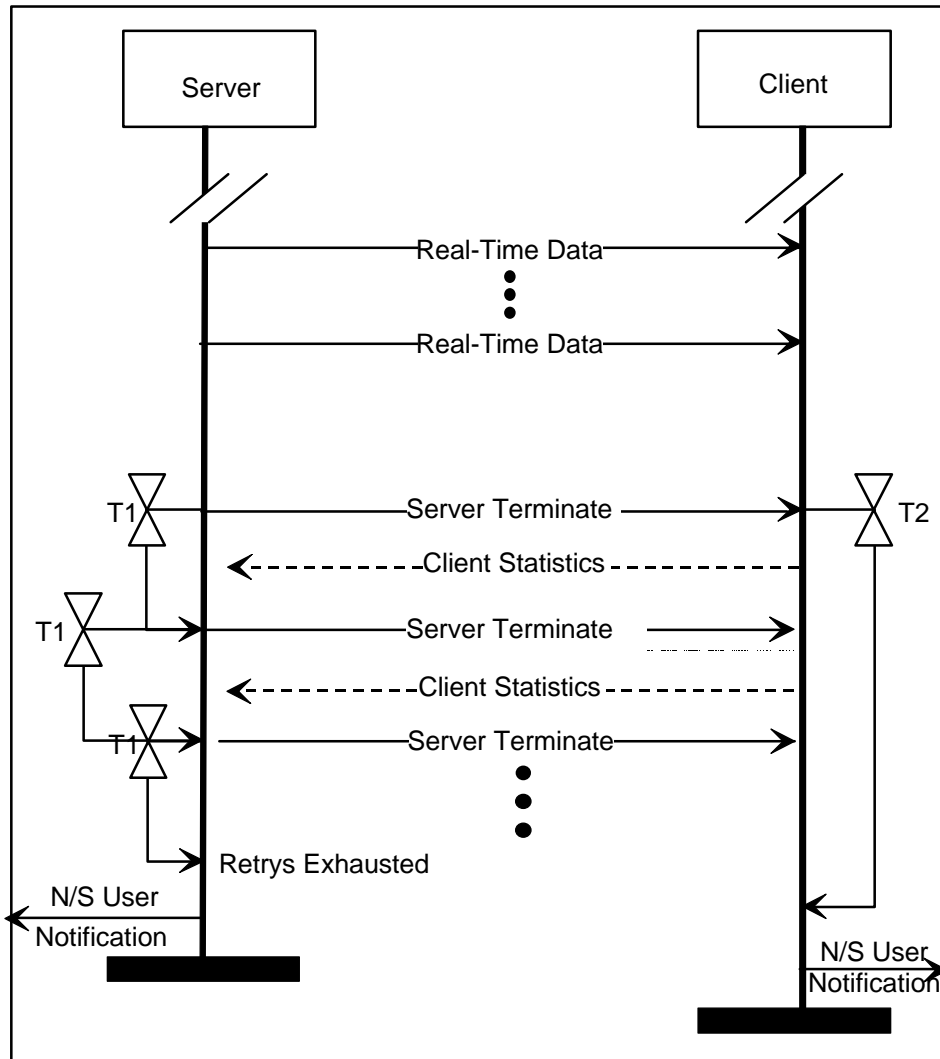 Server
Client
Real-Time Data
Real-Time Data
T1
Server Terminate
T2
Client Statistics
T1
Server Terminate
Client Statistics
T1
Server Terminate
Retrys Exhausted
N/S User
Notification
N/S User
Notification